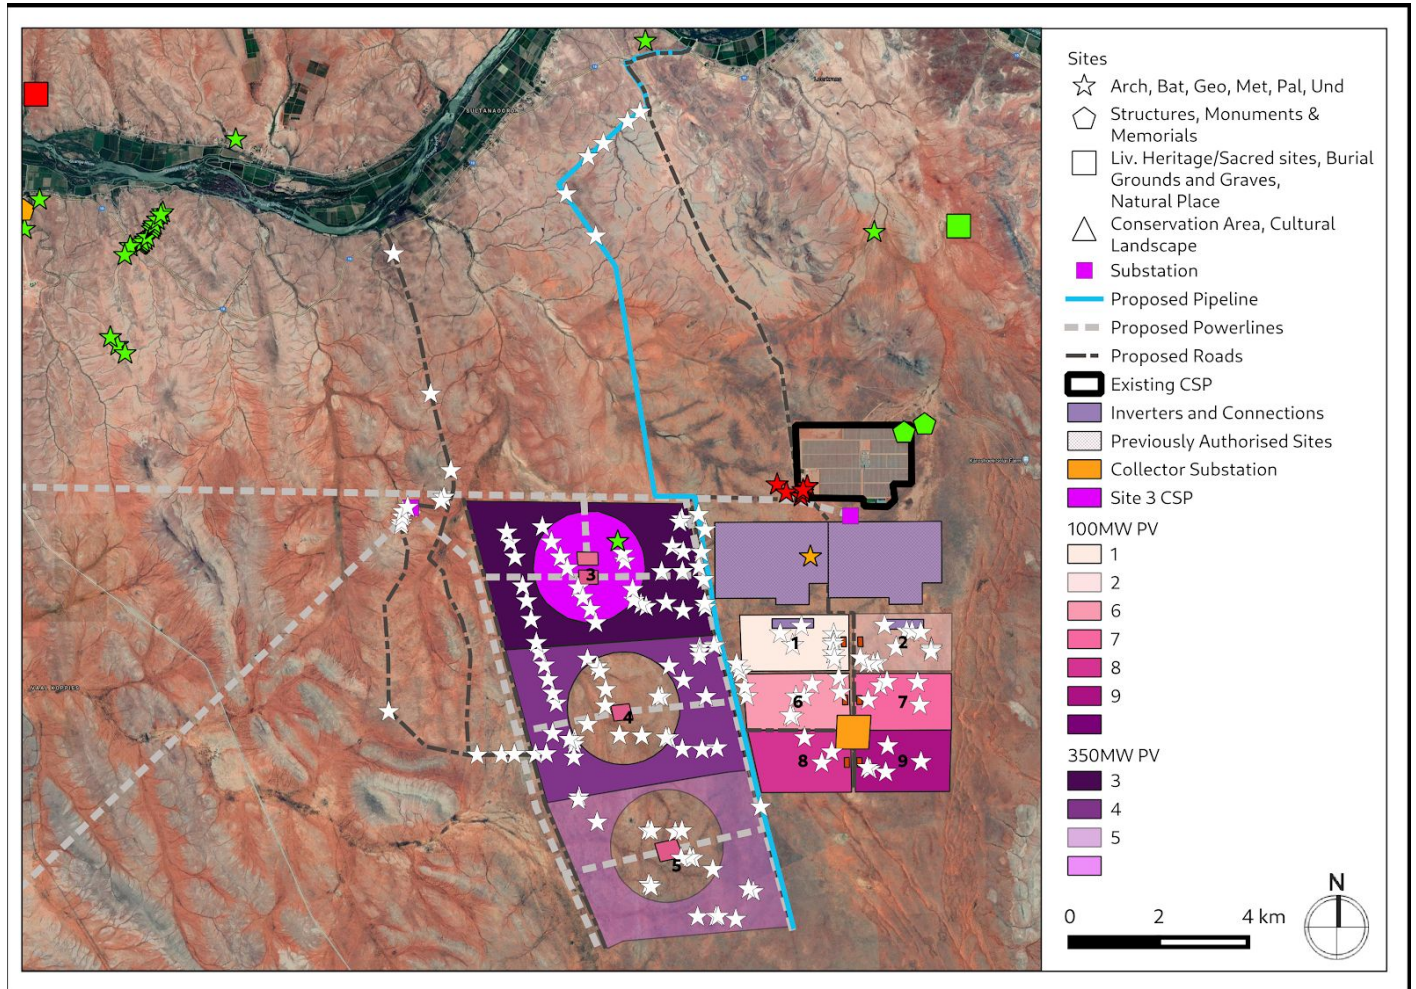 SULTANAOORD
Sites
Arch, Bat, Geo, Met, Pal, Und
Structures, Monuments &
Memorials
Liv. Heritage/Sacred sites, Burial
Grounds and Graves,
Natural Place
Conservation Area, Cultural
Landscape
Substation
Proposed Pipeline
Proposed Powerlines
Proposed Roads
Existing CSP
Inverters and Connections
Previously Authorised Sites
Collector Substation
Site 3 CSP
100MW PV
1
2
6
7
8
9
350MW PV
3
4
5
N
0 2 4 km
3
1
2
6
7
4
8
9
5